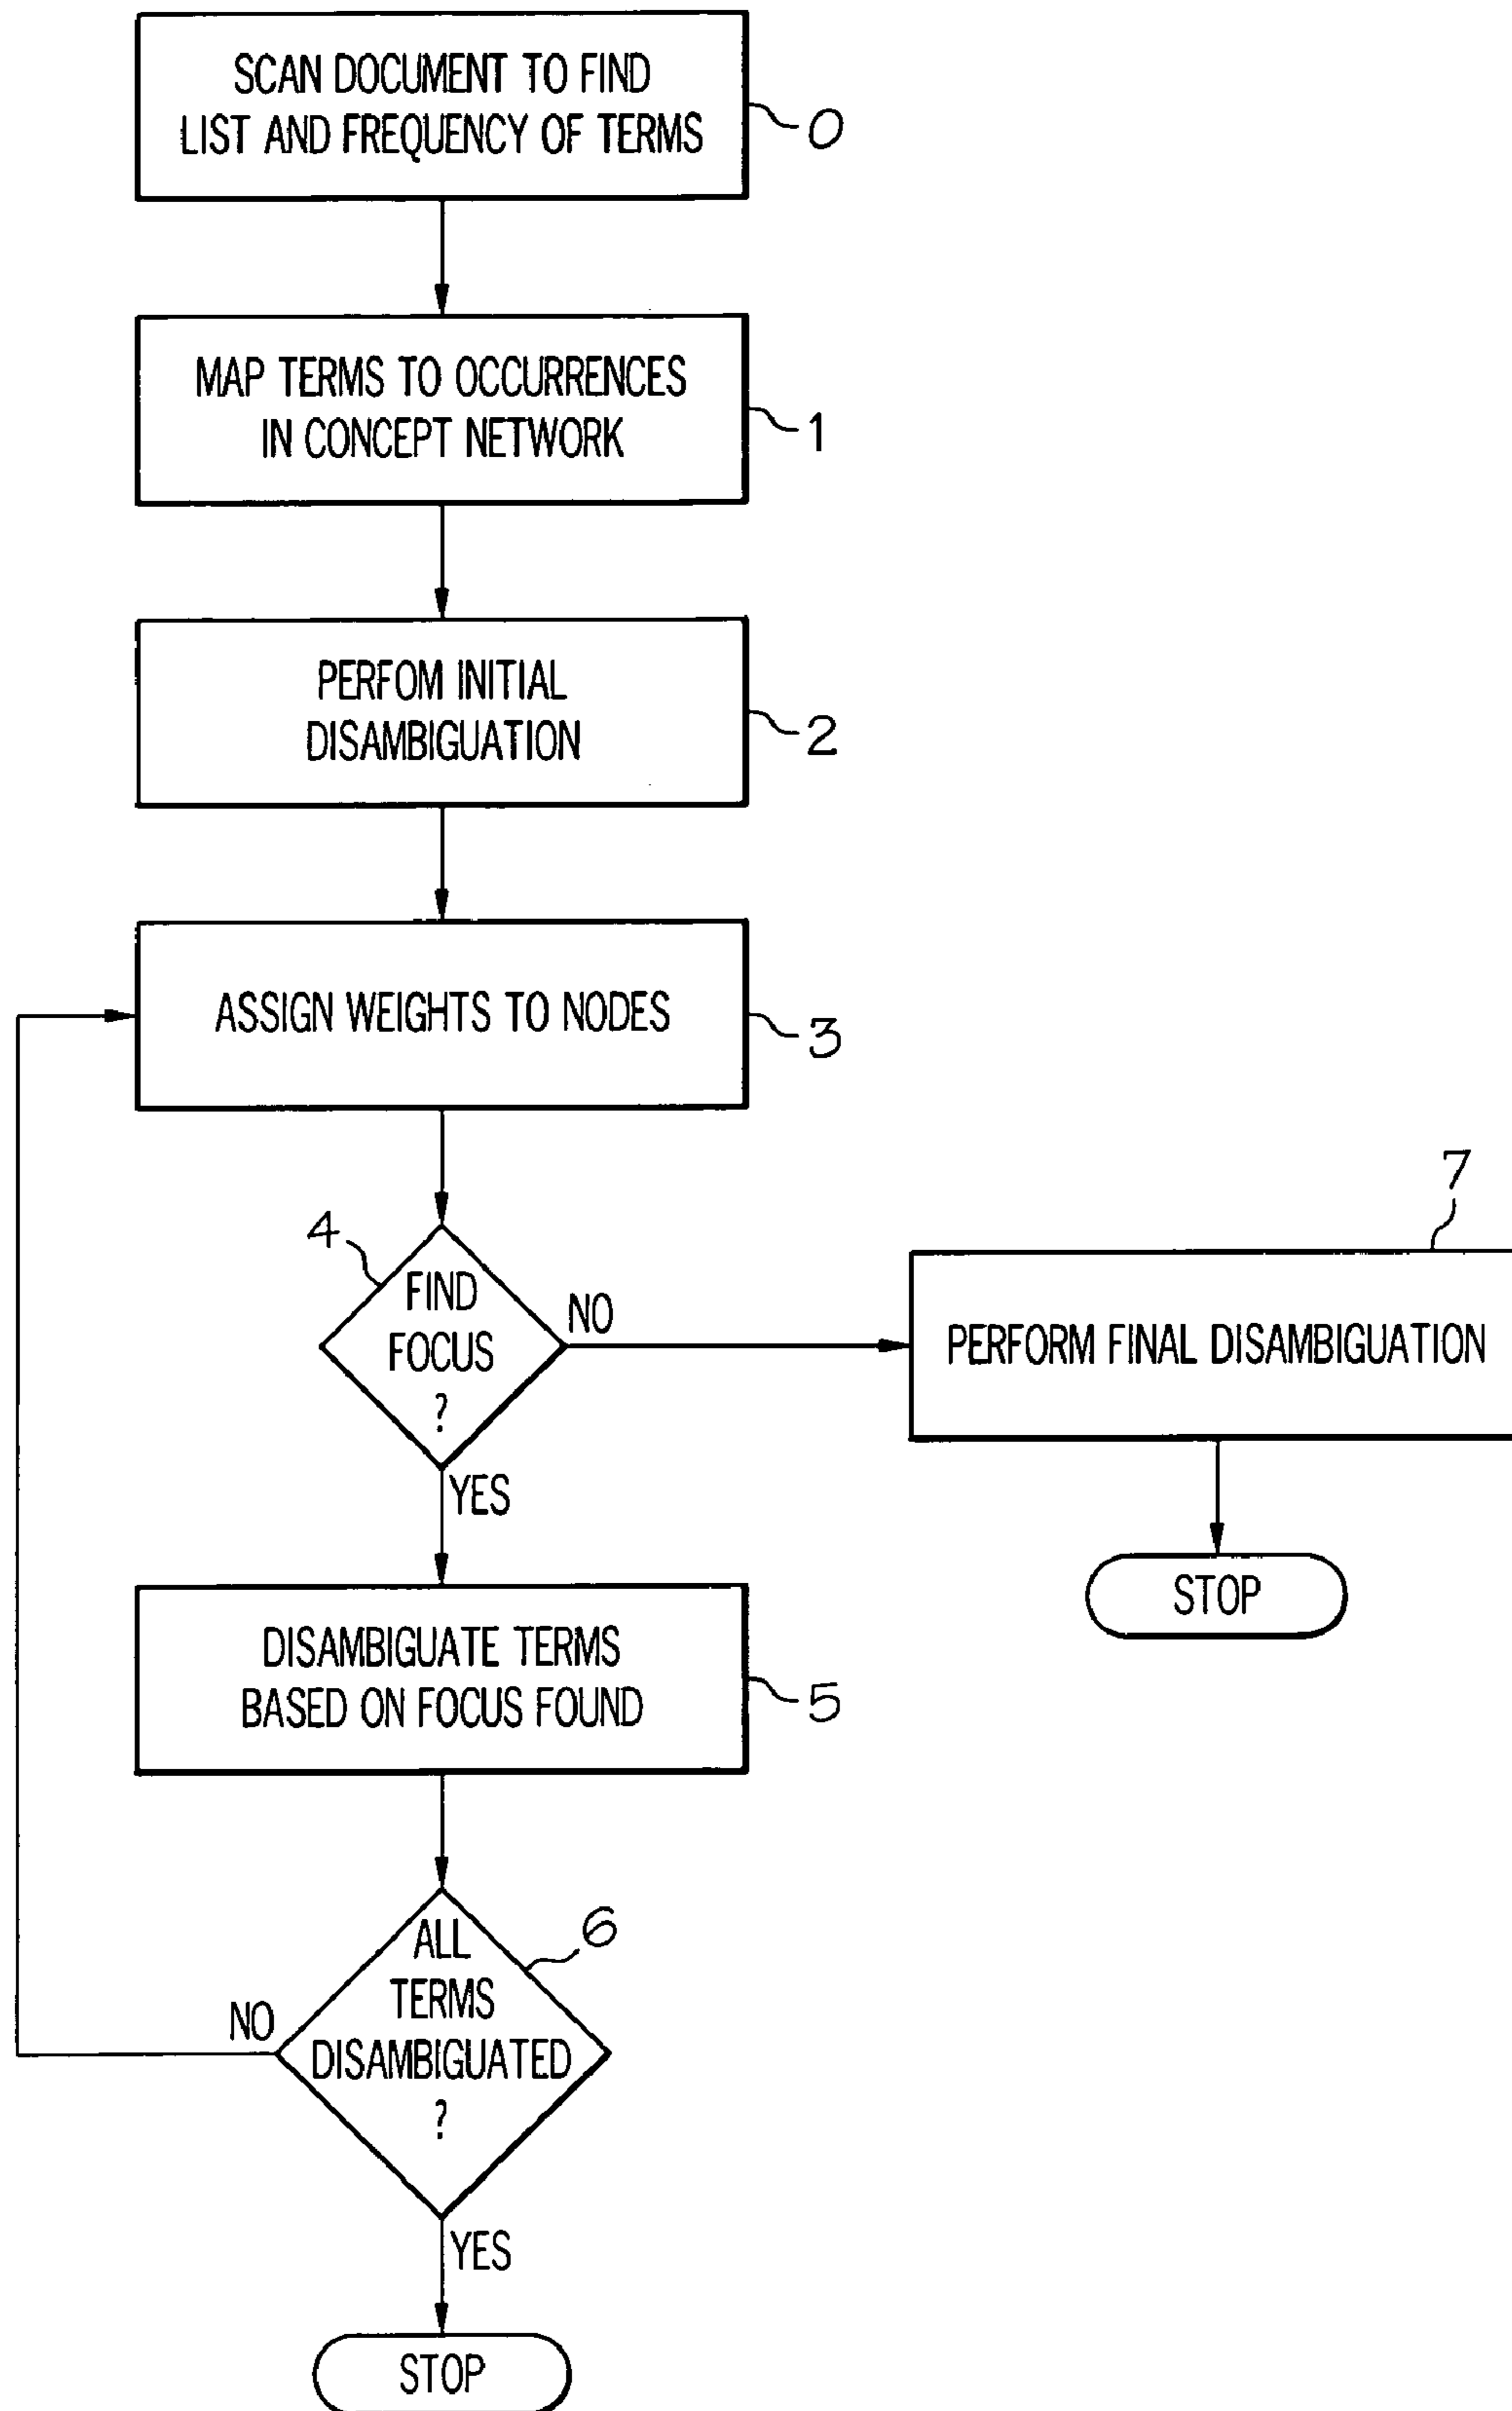 SCAN DOCUMENT TO FIND
LIST AND FREQUENCY OF TERMS
0
MAP TERMS TO OCCURRENCES
IN CONCEPT NETWORK
1
PERFOM INITIAL
DISAMBIGUATION
2
ASSIGN WEIGHTS TO NODES
3
4
FIND
FOCUS
?
NO
7
PERFORM FINAL DISAMBIGUATION
STOP
YES
DISAMBIGUATE TERMS
BASED ON FOCUS FOUND
5
6
ALL
TERMS
DISAMBIGUATED
?
NO
YES
STOP